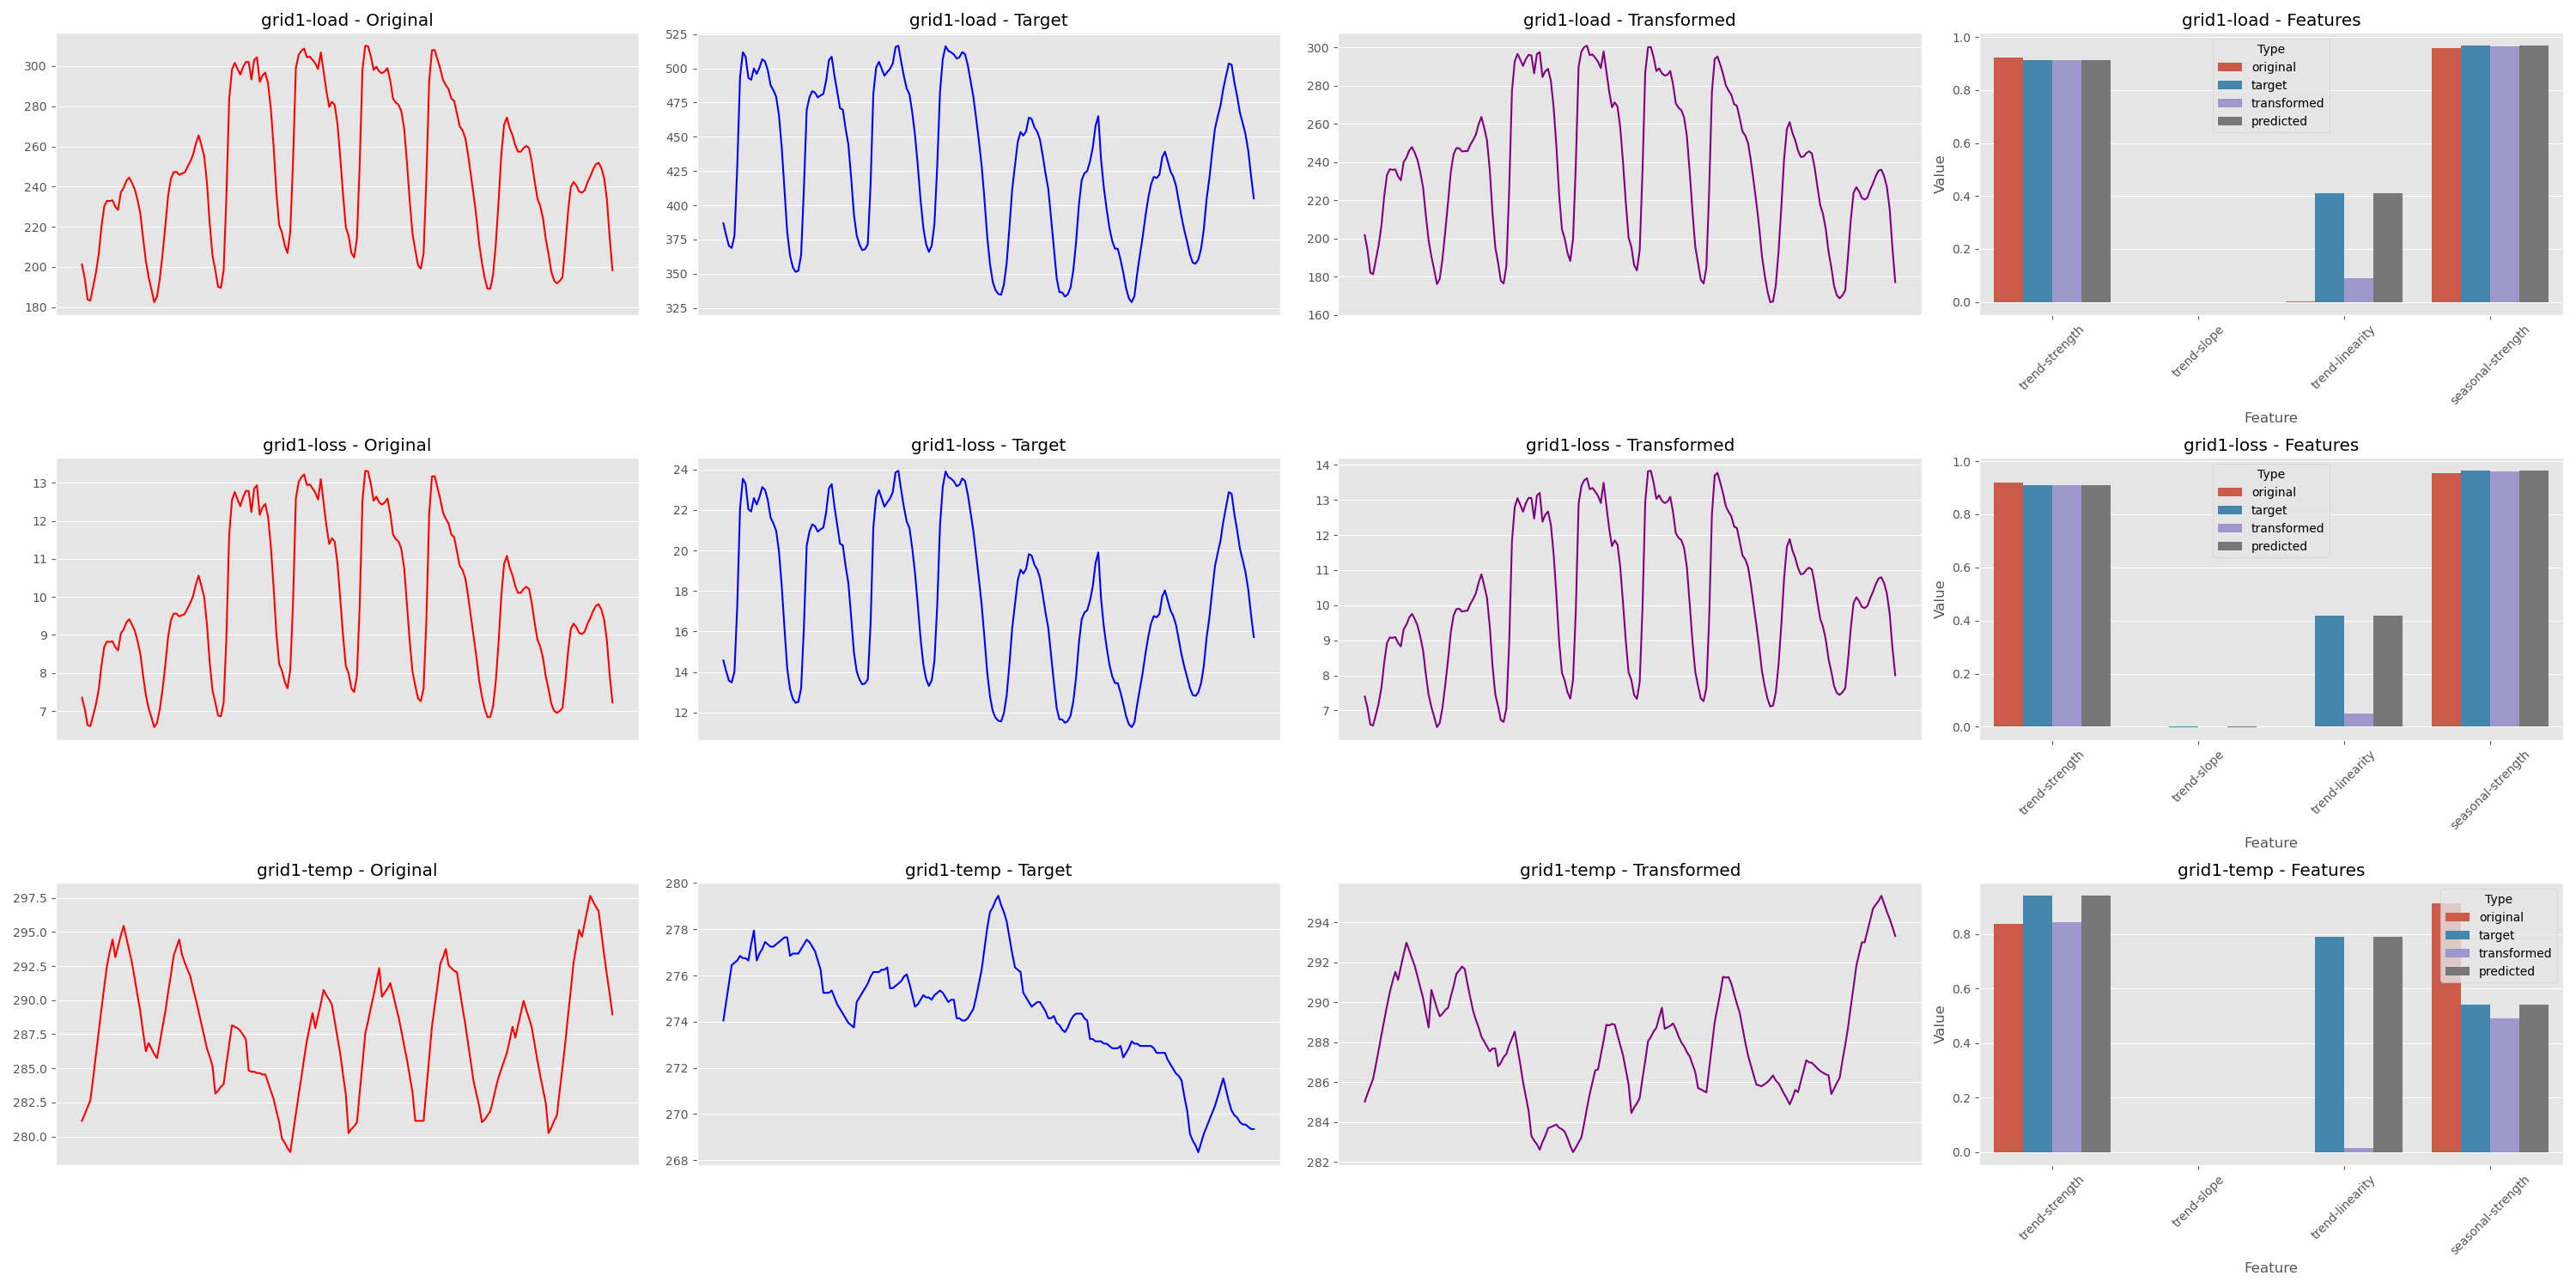 grid1-load - Original
300
280
260
240
220
200
180
grid1-load - Target
525
500
475
450
425
400
375
350
325
grid1-load - Transformed
300
280
260
240
220
200
180
160
grid1-load - Features
Type
original
target
transformed
predicted
Value
1.0
0.8
0.6
0.4
0.2
0.0
trend-strength
trend-slope
trend-linearity
seasonal-strength
Feature
grid1-loss - Original
13
12
11
10
9
8
7
grid1-loss - Target
24
22
20
18
16
14
12
grid1-loss - Transformed
14
13
12
11
10
9
8
7
grid1-loss - Features
Type
original
target
transformed
predicted
Value
1.0
0.8
0.6
0.4
0.2
0.0
trend-strength
trend-slope
trend-linearity
seasonal-strength
Feature
grid1-temp - Original
297.5
295.0
292.5
290.0
287.5
285.0
282.5
280.0
grid1-temp - Target
280
278
276
274
272
270
268
grid1-temp - Transformed
294
292
290
288
286
284
282
grid1-temp - Features
Type
original
target
transformed
predicted
Value
0.8
0.6
0.4
0.2
0.0
trend-strength
trend-slope
trend-linearity
seasonal-strength
Feature